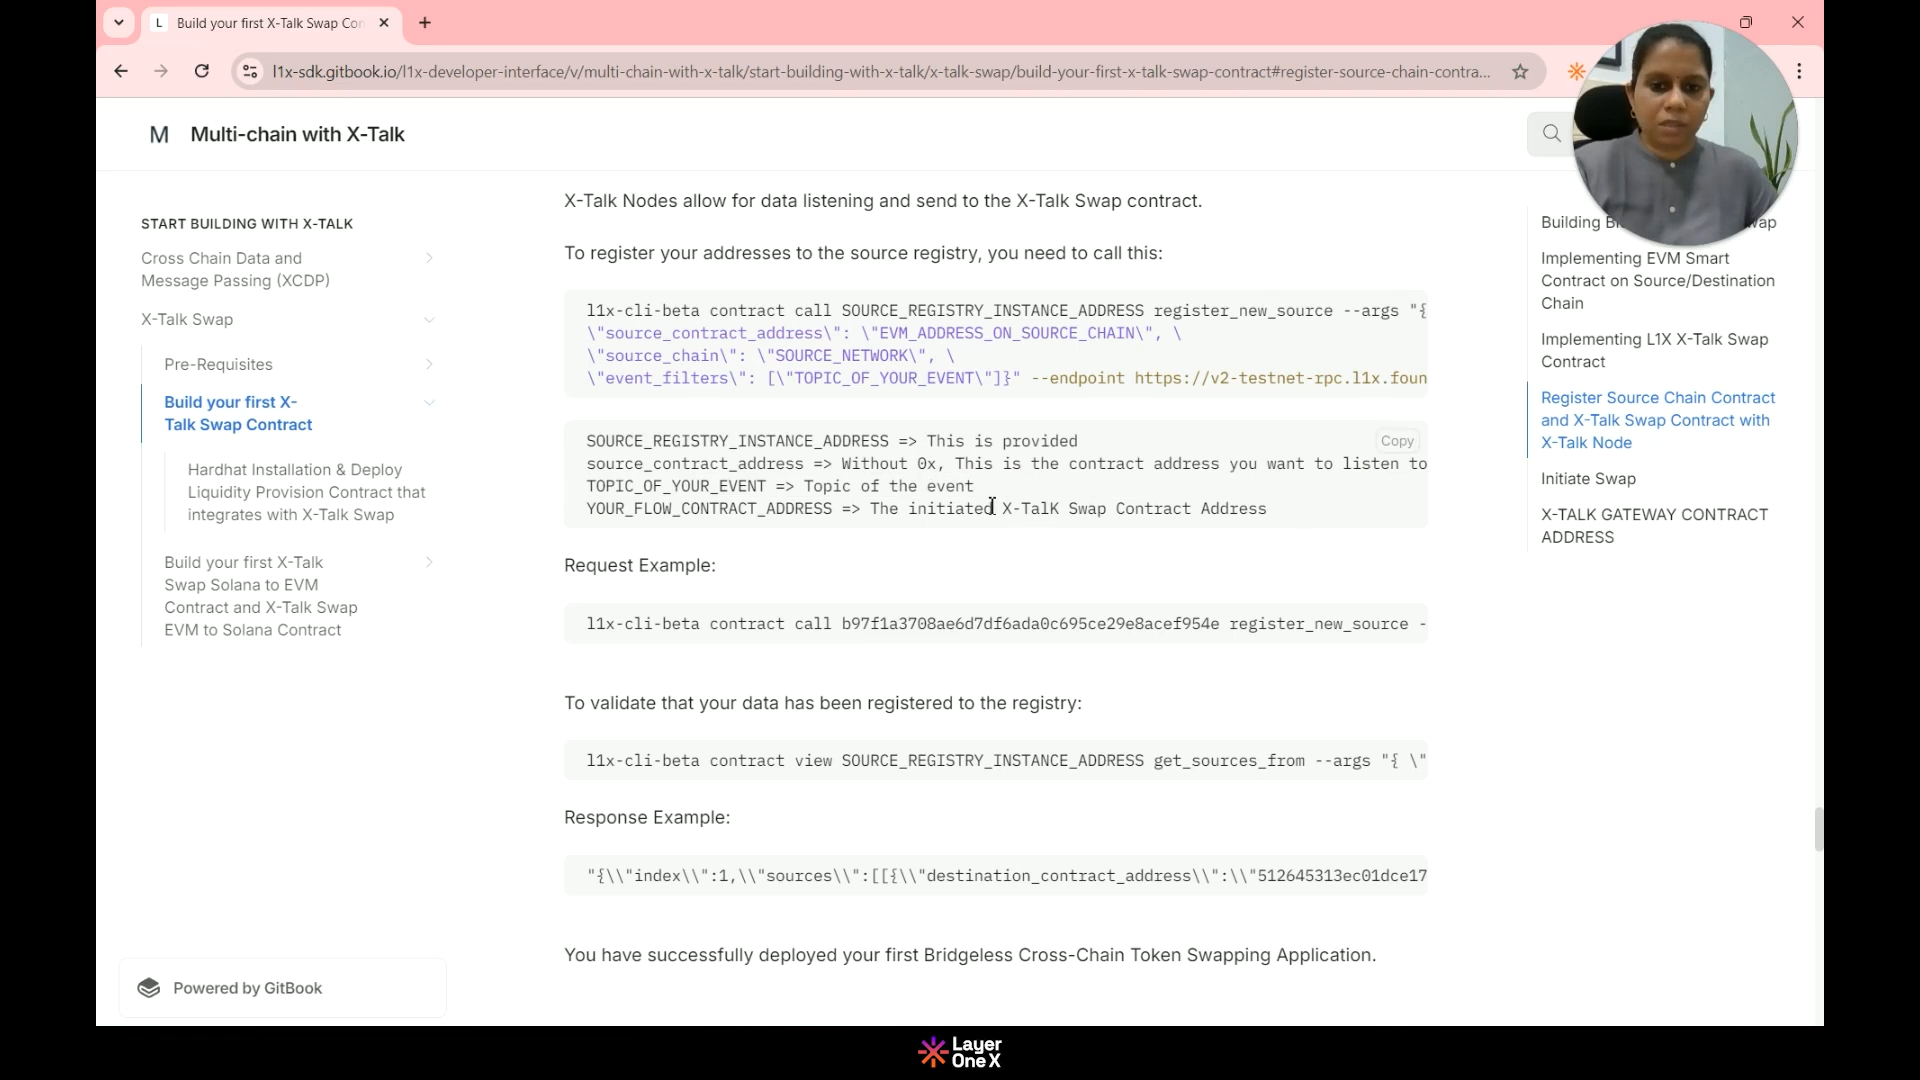 L
Build your first X-Talk Swap Con
l1x-sdk.gitbook.io/l1x-developer-interface/v/multi-chain-with-x-talk/start-building-with-x-talk/x-talk-swap/build-your-first-x-talk-swap-contract#register-source-chain-contra...
M
Multi-chain with X-Talk
START BUILDING WITH X-TALK
Cross Chain Data and
Message Passing (XCDP)
X-Talk Swap
Pre-Requisites
Build your first X-
Talk Swap Contract
Hardhat Installation & Deploy
Liquidity Provision Contract that
integrates with X-Talk Swap
Build your first X-Talk
Swap Solana to EVM
Contract and X-Talk Swap
EVM to Solana Contract
Powered by GitBook
X-Talk Nodes allow for data listening and send to the X-Talk Swap contract.
To register your addresses to the source registry, you need to call this:
l1x-cli-beta contract call SOURCE_REGISTRY_INSTANCE_ADDRESS register_new_source --args "{
\"source_contract_address\": \"EVM_ADDRESS_ON_SOURCE_CHAIN\", \
\"source_chain\": \"SOURCE_NETWORK\", \
\"event_filters\": [\"TOPIC_OF_YOUR_EVENT\"]}" --endpoint https://v2-testnet-rpc.l1x.foun
Copy
SOURCE_REGISTRY_INSTANCE_ADDRESS => This is provided
source_contract_address => Without 0x, This is the contract address you want to listen to
TOPIC_OF_YOUR_EVENT => Topic of the event
YOUR_FLOW_CONTRACT_ADDRESS => The initiated X-TalK Swap Contract Address
Request Example:
l1x-cli-beta contract call b97f1a3708ae6d7df6ada0c695ce29e8acef954e register_new_source -
To validate that your data has been registered to the registry:
l1x-cli-beta contract view SOURCE_REGISTRY_INSTANCE_ADDRESS get_sources_from --args "{ \"
Response Example:
"{\\"index\\":1,\\"sources\\":[[{\\"destination_contract_address\\":\\"512645313ec01dce17
You have successfully deployed your first Bridgeless Cross-Chain Token Swapping Application.
Building
Implementing EVM Smart
Contract on Source/Destination
Chain
Implementing L1X X-Talk Swap
Contract
Register Source Chain Contract
and X-Talk Swap Contract with
X-Talk Node
Initiate Swap
X-TALK GATEWAY CONTRACT
ADDRESS
Layer
One X